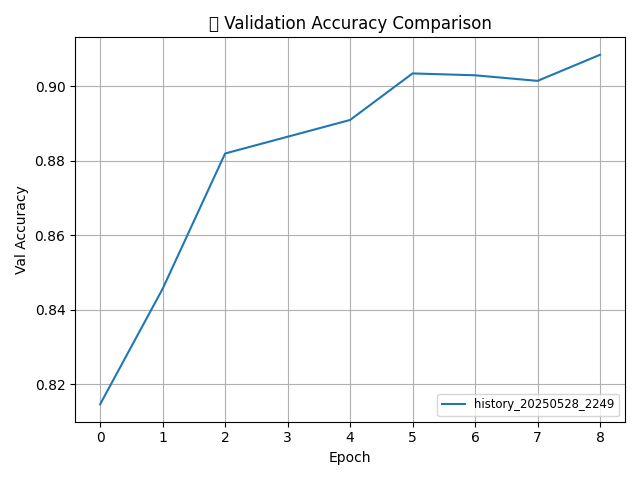 ▯ Validation Accuracy Comparison
0.90
0.88
0.86
0.84
0.82
Val Accuracy
history_20250528_2249
0 1 2 3 4 5 6 7 8
Epoch